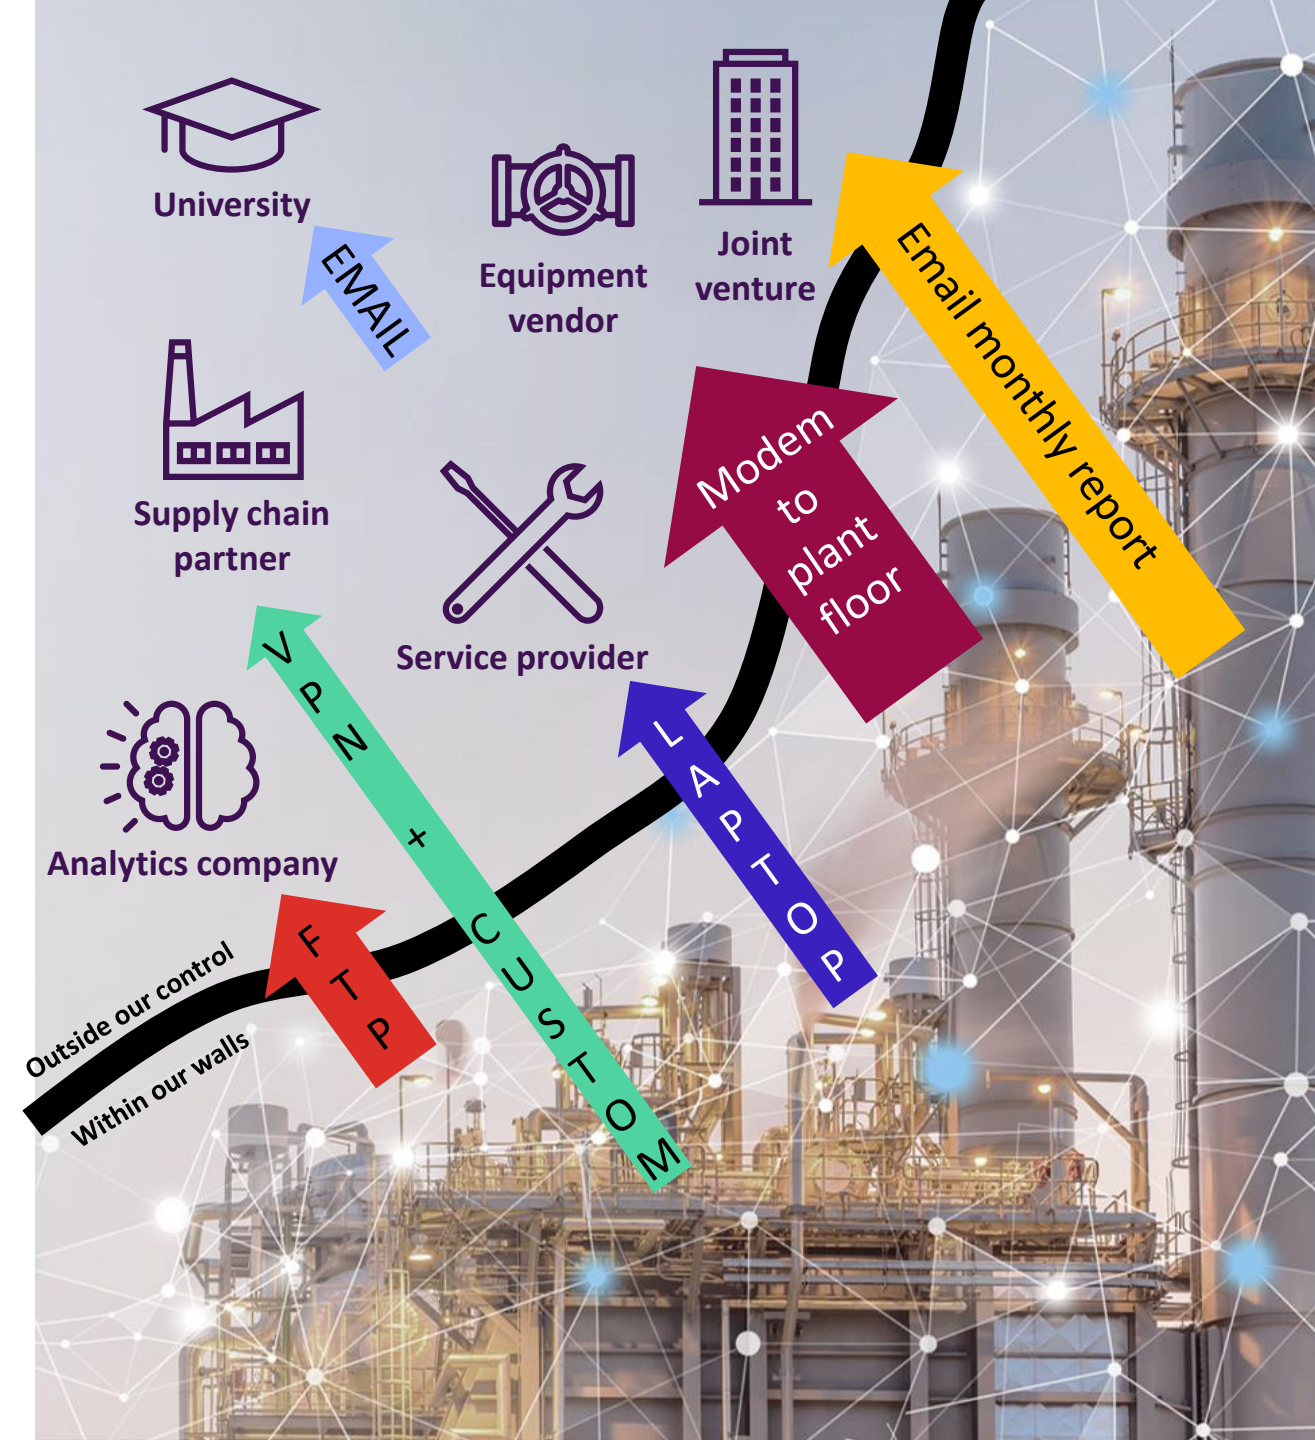 University
EMAIL
Equipment
vendor
Joint
venture
Email monthly report
Supply chain
partner
Modem
to
plant
floor
Service provider
VPN + CUSTOM
LAPTOP
Analytics company
FTP
Outside our control
Within our walls